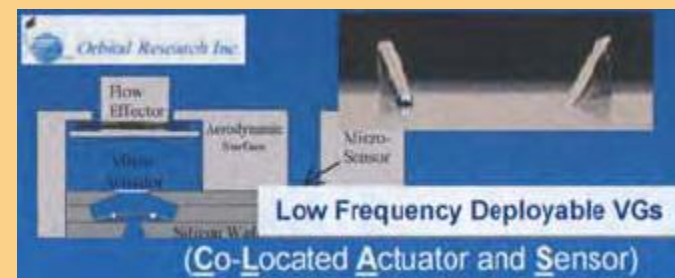 Orbital Research Inc
Flow
Effector
Aerodynamic
Surface
Micro-
Sensor
Micro
Actuator
Silicon
Low Frequency Deployable VGs
(Co-Located Actuator and Sensor)